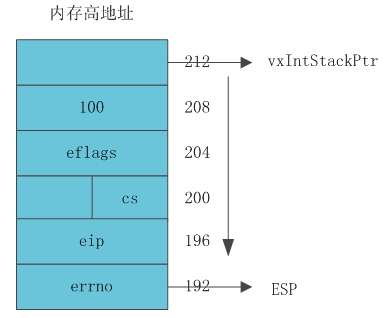 内存高地址
212 vxIntStackPtr
100 208
eflags 204
cs 200
eip 196
errno 192 ESP